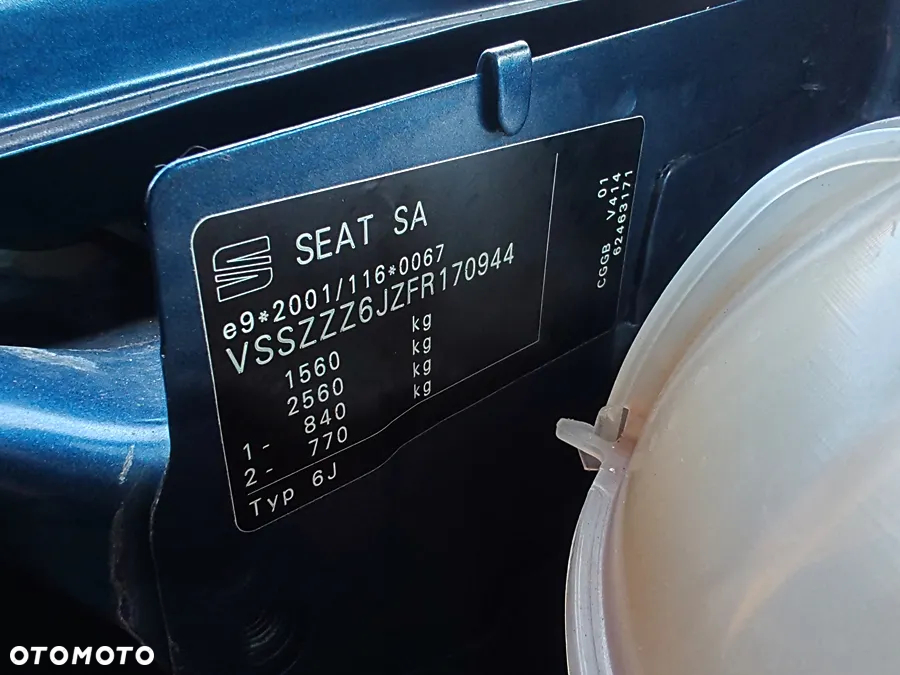 SEAT SA
e9*2001/116*0067
VSSZZZ6JZFR170944
1560 kg
2560 kg
1- 840 kg
2- 770 kg
Typ 6J
01
CGGB V414
62463171
OTOMOTO